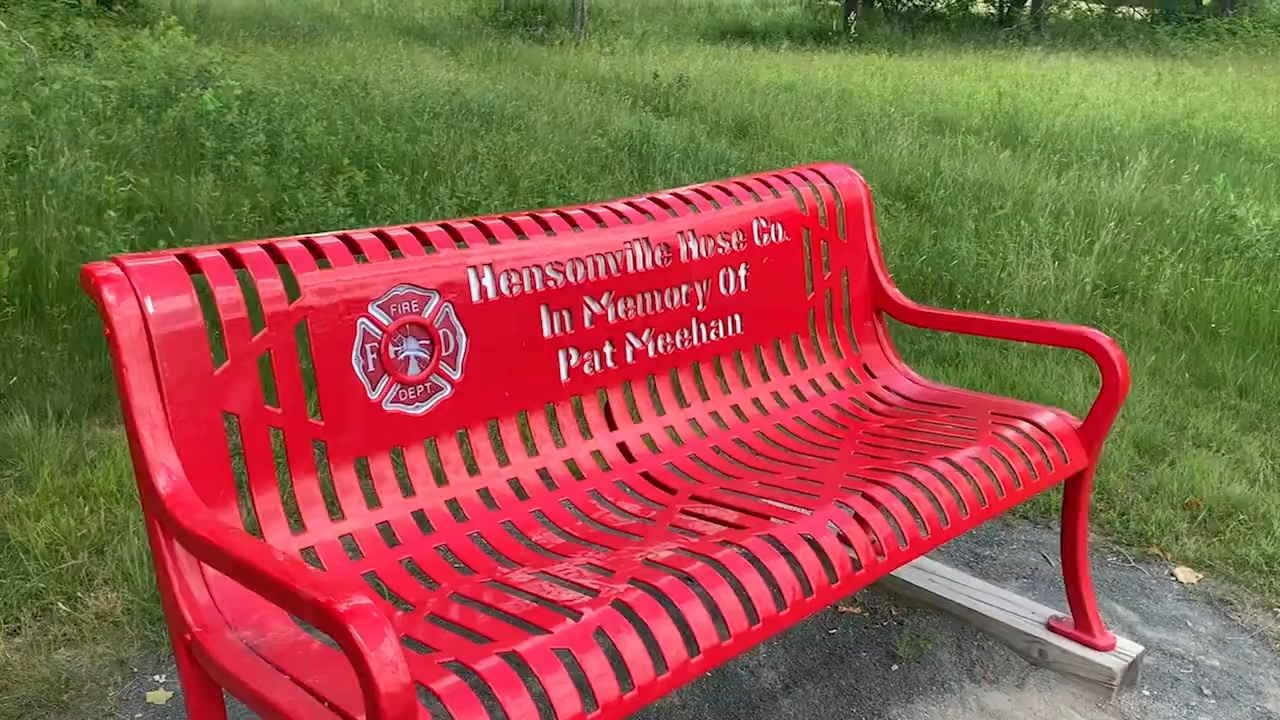 FIRE
F D
DEPT.
Hensonville Hose Co.
In Memory Of
Pat Meehan